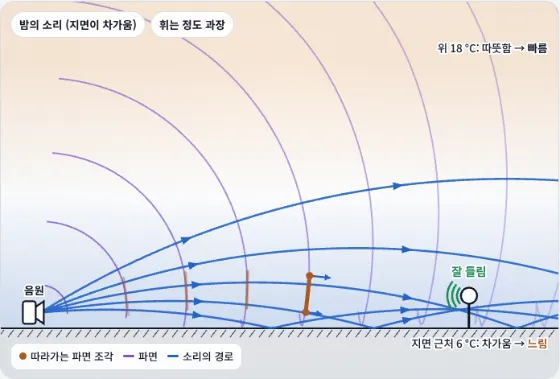 밤의 소리 (지면이 차가움)
휘는 정도 과장
위 18 °C: 따뜻함 → 빠름
음원
잘 들림
지면 근처 6 °C: 차가움 → 느림
따라가는 파면 조각
파면
소리의 경로